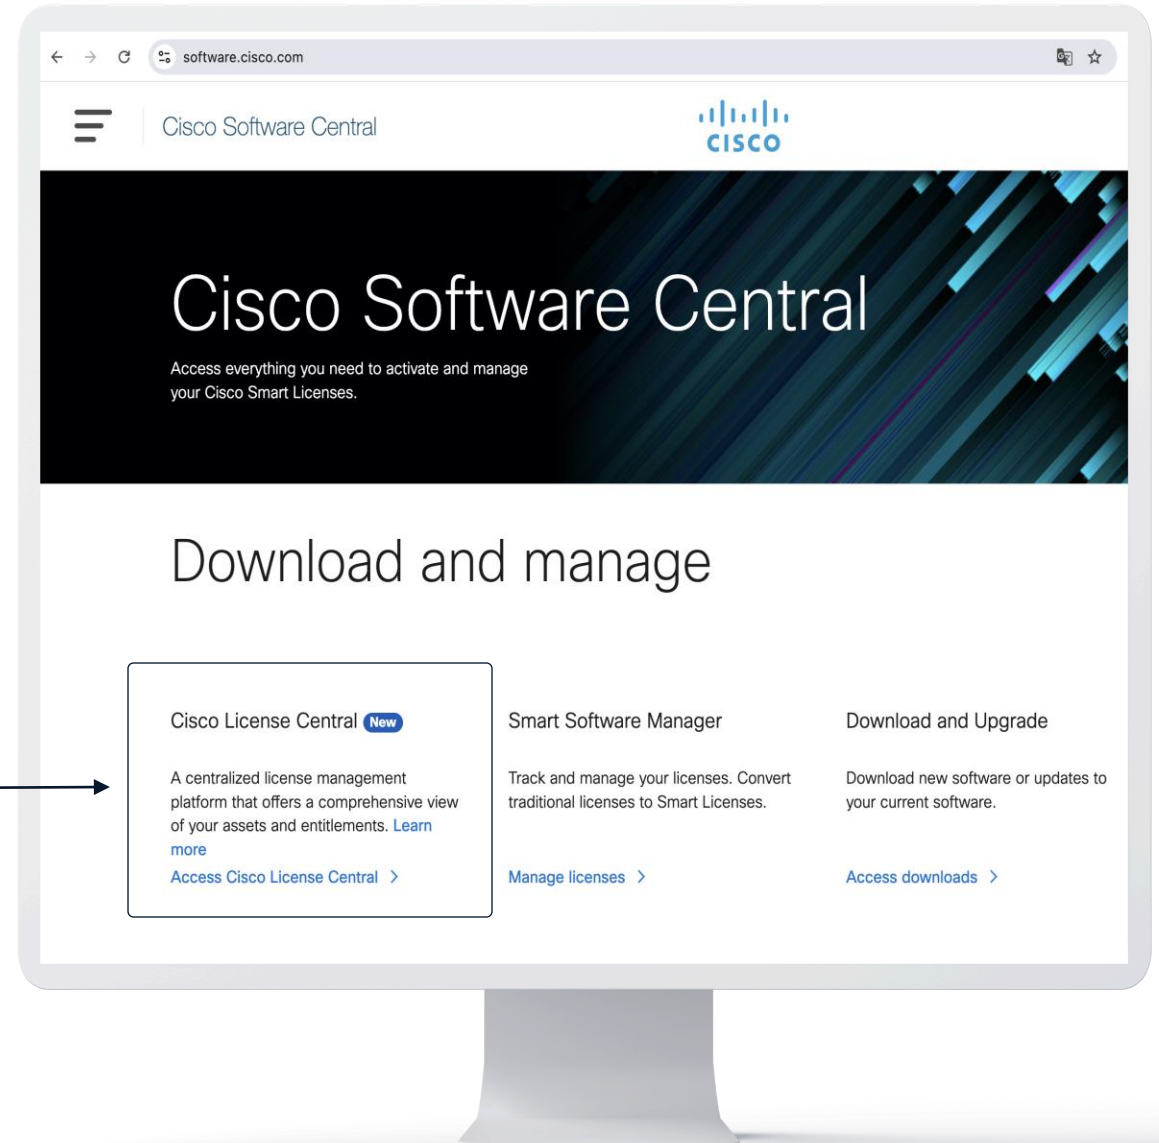 software.cisco.com
Cisco Software Central
CISCO
Cisco Software Central
Access everything you need to activate and manage
your Cisco Smart Licenses.
Download and manage
Cisco License Central New
A centralized license management
platform that offers a comprehensive view
of your assets and entitlements. Learn
more
Access Cisco License Central >
Smart Software Manager
Track and manage your licenses. Convert
traditional licenses to Smart Licenses.
Manage licenses >
Download and Upgrade
Download new software or updates to
your current software.
Access downloads >